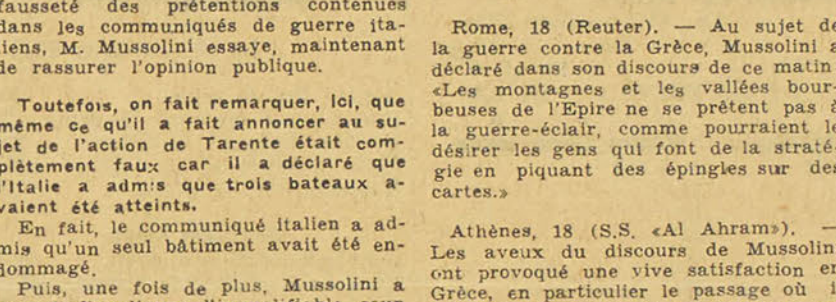 fausseté des prétentions contenues
dans les communiqués de guerre ita-
liens, M. Mussolini essaye, maintenant
de rassurer l'opinion publique.
Toutefois, on fait remarquer, Ici, que
même ce qu'il a fait annoncer au su-
jet de l'action de Tarente était com-
plètement faux car il a déclaré que
l'Italie a admis que trois bateaux a-
vaient été atteints.
En fait, le communiqué italien a ad-
mis qu'un seul bâtiment avait été en-
dommagé.
Puis, une fois de plus, Mussolini a
Rome, 18 (Reuter). — Au sujet de
la guerre contre la Grèce, Mussolini a
déclaré dans son discours de ce matin
«Les montagnes et les vallées bour-
beuses de l'Epire ne se prêtent pas à
la guerre-éclair, comme pourraient le
désirer les gens qui font de la straté-
gie en piquant des épingles sur des
cartes.»
Athènes, 18 (S.S. «Al Ahram»). —
Les aveux du discours de Mussolini
ont provoqué une vive satisfaction en
Grèce, en particulier le passage où